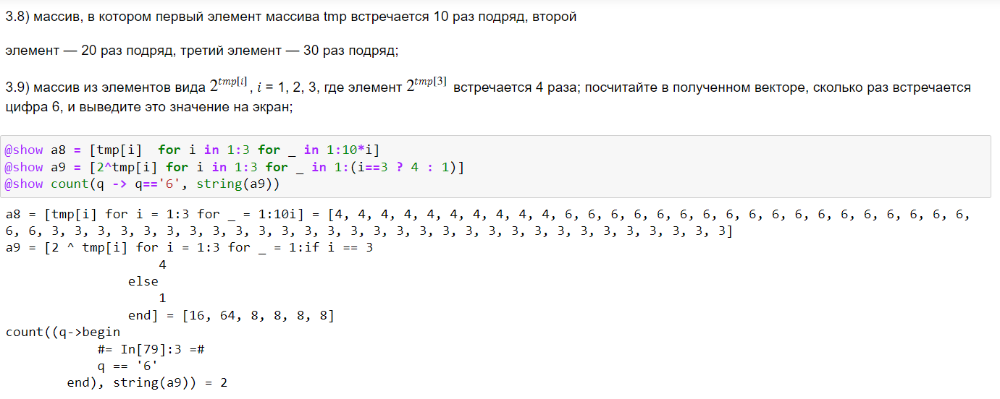 3.8) массив, в котором первый элемент массива tmp встречается 10 раз подряд, второй
элемент — 20 раз подряд, третий элемент — 30 раз подряд;
3.9) массив из элементов вида 2^tmp[i], i = 1, 2, 3, где элемент 2^tmp[3] встречается 4 раза; посчитайте в полученном векторе, сколько раз встречается
цифра 6, и выведите это значение на экран;
@show a8 = [tmp[i]  for i in 1:3 for _ in 1:10*i]
@show a9 = [2^tmp[i] for i in 1:3 for _ in 1:(i==3 ? 4 : 1)]
@show count(q -> q=='6', string(a9))
a8 = [tmp[i] for i = 1:3 for _ = 1:10i] = [4, 4, 4, 4, 4, 4, 4, 4, 4, 4, 6, 6, 6, 6, 6, 6, 6, 6, 6, 6, 6, 6, 6, 6, 6, 6, 6, 6,
6, 6, 3, 3, 3, 3, 3, 3, 3, 3, 3, 3, 3, 3, 3, 3, 3, 3, 3, 3, 3, 3, 3, 3, 3, 3, 3, 3, 3, 3, 3, 3]
a9 = [2 ^ tmp[i] for i = 1:3 for _ = 1:if i == 3
                    4
                else
                    1
                end] = [16, 64, 8, 8, 8, 8]
count((q->begin
            #= In[79]:3 =#
            q == '6'
        end), string(a9)) = 2